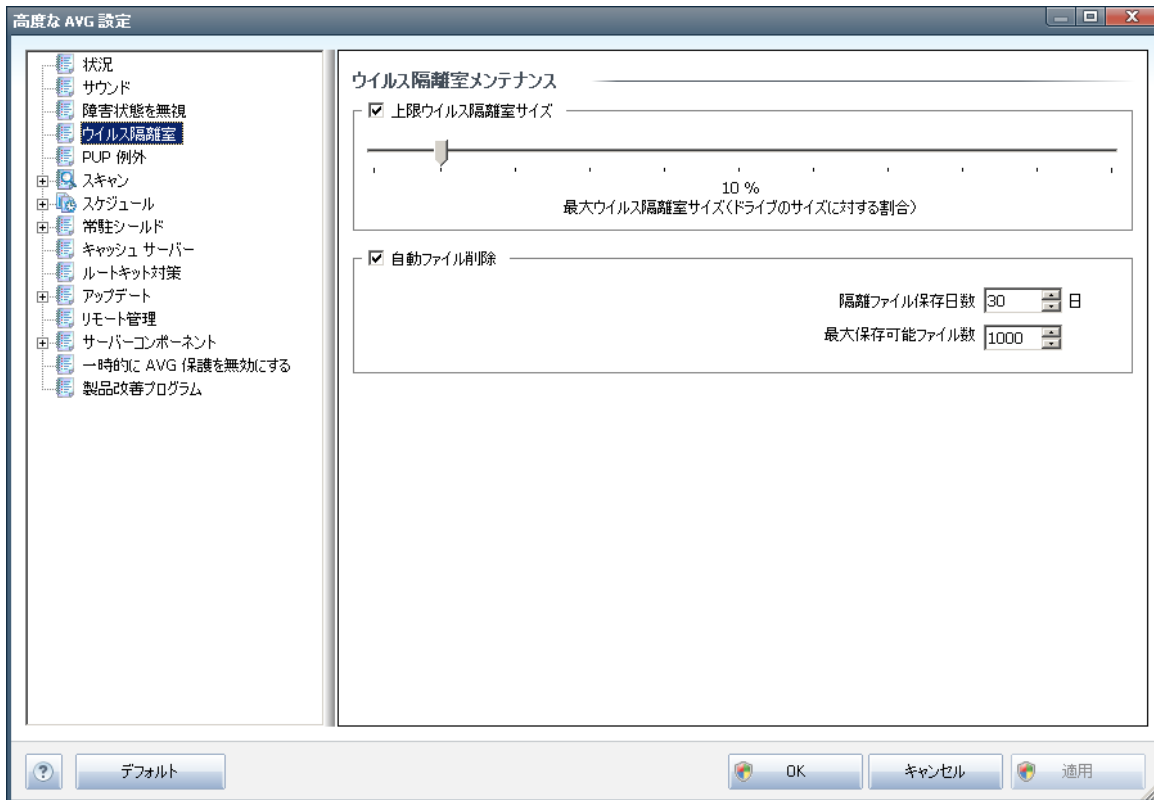 高度な AVG 設定
状況
サウンド
障害状態を無視
ウイルス隔離室
PUP 例外
スキャン
スケジュール
常駐シールド
キャッシュ サーバー
ルートキット対策
アップデート
リモート管理
サーバーコンポーネント
一時的に AVG 保護を無効にする
製品改善プログラム
ウイルス隔離室メンテナンス
上限ウイルス隔離室サイズ
10 %
最大ウイルス隔離室サイズ(ドライブのサイズに対する割合)
自動ファイル削除
隔離ファイル保存日数 30 日
最大保存可能ファイル数 1000
? デフォルト OK キャンセル 適用